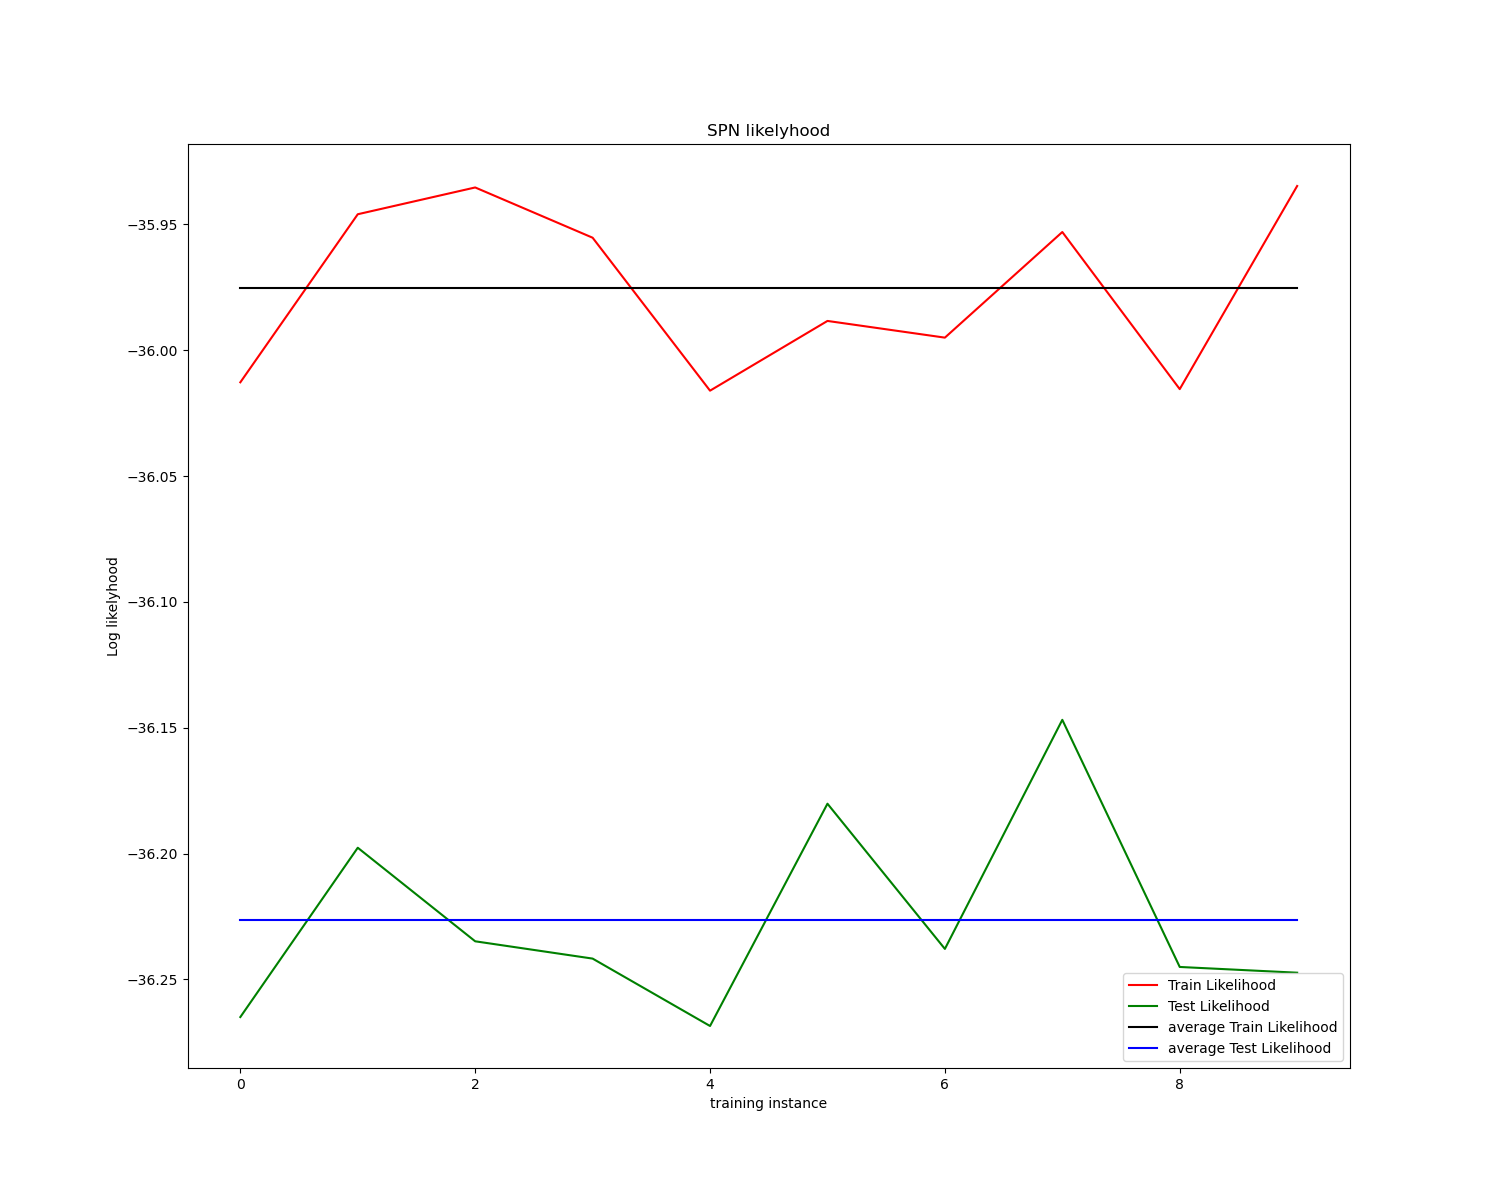 SPN likelyhood
Log likelyhood
−35.95
−36.00
−36.05
−36.10
−36.15
−36.20
−36.25
0
2
4
6
8
training instance
Train Likelihood
Test Likelihood
average Train Likelihood
average Test Likelihood